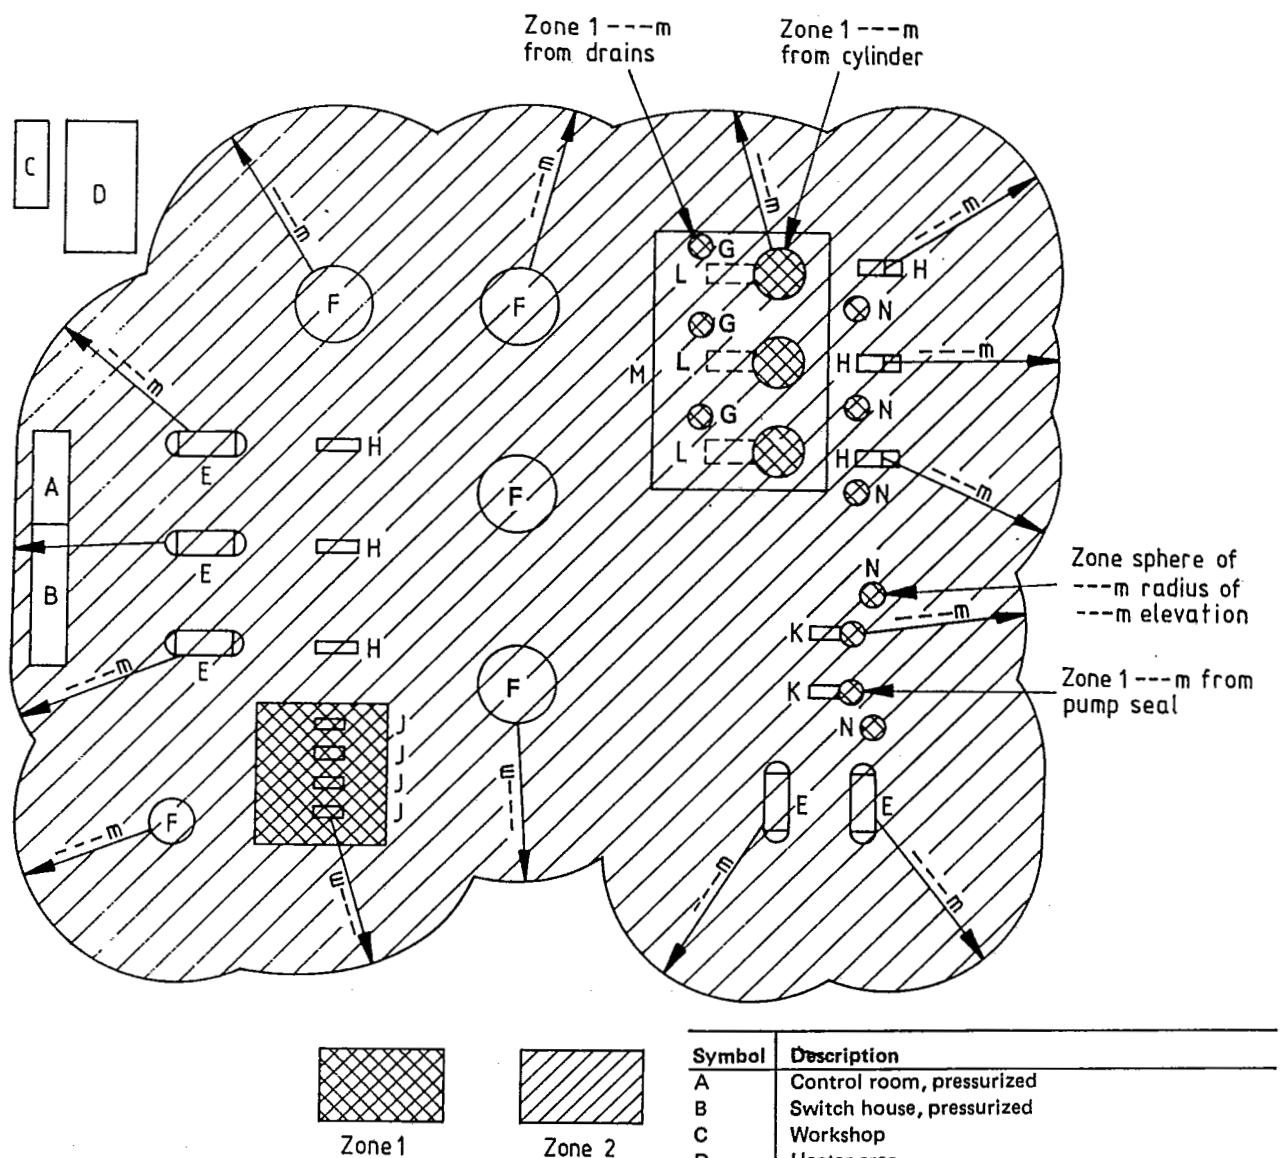 Zone 1 ---m
from drains
Zone 1 ---m
from cylinder
C
D
---m
---m
---m
---m
G
L
H
F
F
N
G
---m
L
M
H
---m
G
N
A
E
H
L
H
---m
F
N
B
E
H
N
Zone sphere of
---m radius of
---m elevation
K
---m
E
H
---m
F
K
Zone 1 ---m from
pump seal
N
J
J
J
J
---m
E
E
F
---m
---m
---m
---m
Zone 1
Zone 2
Symbol Description
A Control room, pressurized
B Switch house, pressurized
C Workshop